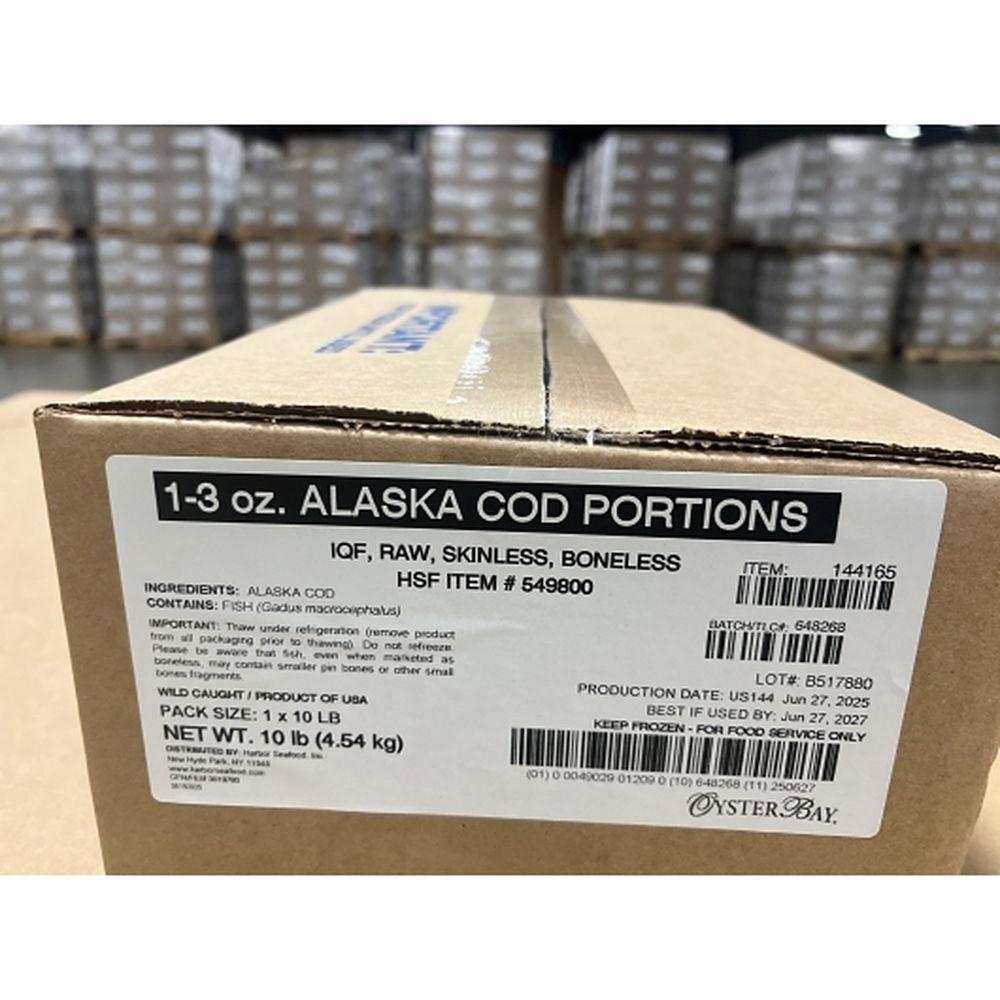 1-3 oz. ALASKA COD PORTIONS
IQF, RAW, SKINLESS, BONELESS
HSF ITEM # 549800
INGREDIENTS: ALASKA COD
CONTAINS: FISH (Gadus macrocephalus)
IMPORTANT: Thaw under refrigeration (remove product
from all packaging prior to thawing). Do not refreeze.
Please be aware that fish, even when marketed as
boneless, may contain smaller pin bones or other small
bones fragments.
WILD CAUGHT / PRODUCT OF USA
PACK SIZE: 1 x 10 LB
NET WT. 10 lb (4.54 kg)
DISTRIBUTED BY: Harbor Seafood, Inc.
New Hyde Park, NY 11040
www.harborseafood.com
ITEM: 144165
BATCH/TLC#: 648268
LOT#: B517880
PRODUCTION DATE: US144 Jun 27, 2025
BEST IF USED BY: Jun 27, 2027
KEEP FROZEN - FOR FOOD SERVICE ONLY
(01) 0 0049029 01209 0 (10) 648268 (11) 250627
OYSTER BAY